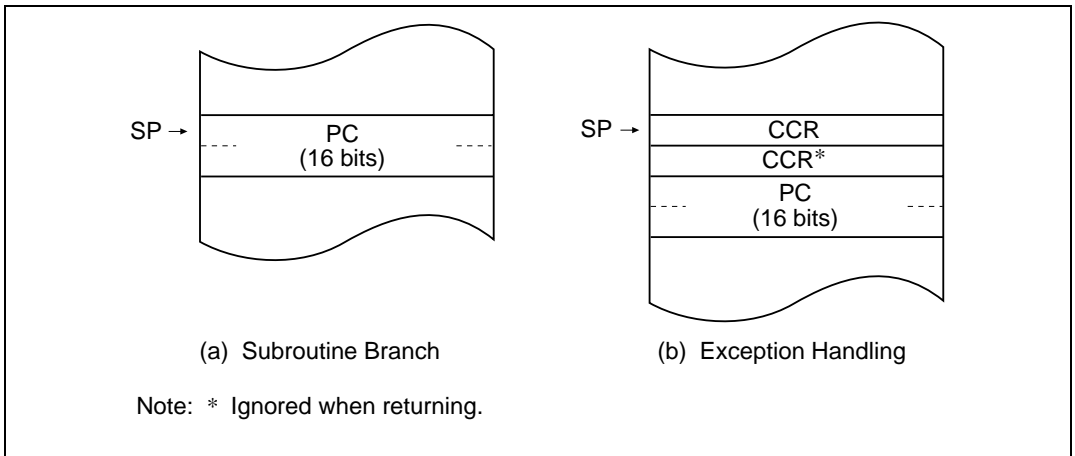 SP →
PC
(16 bits)
(a) Subroutine Branch
SP →
CCR
CCR*
PC
(16 bits)
(b) Exception Handling
Note: * Ignored when returning.